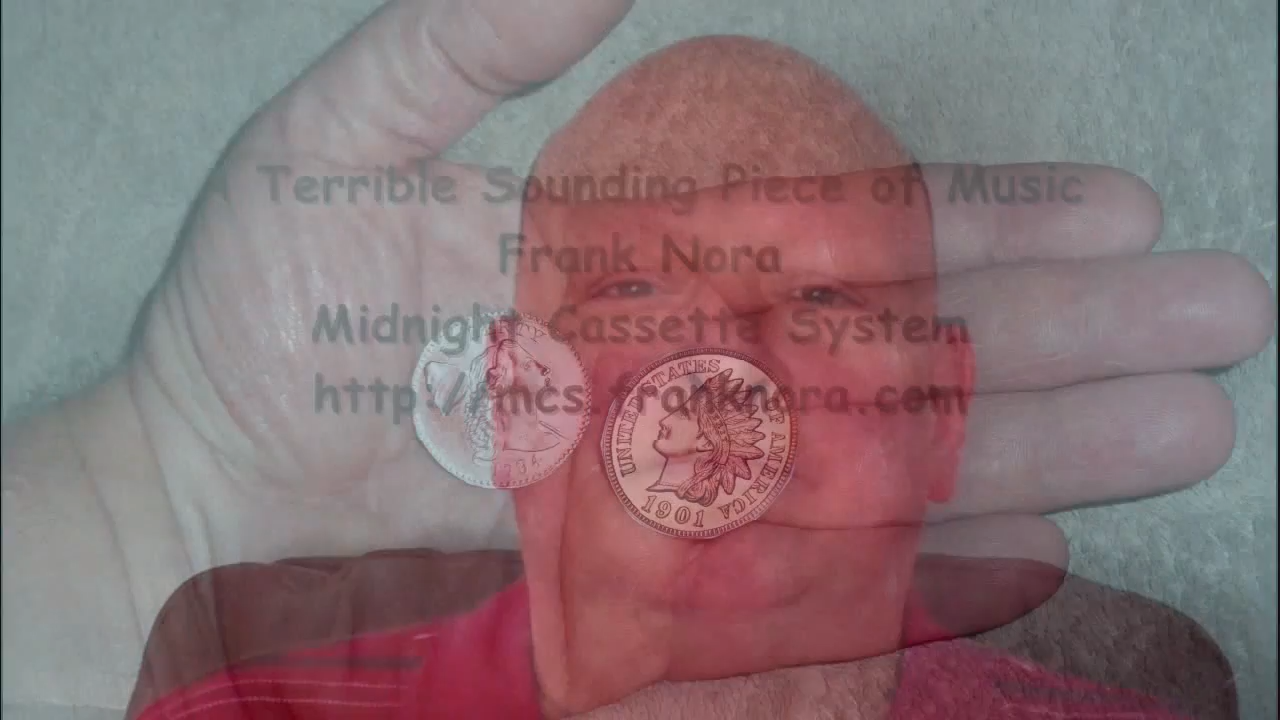 A Terrible Sounding Piece of Music
Frank Nora
Midnight Cassette System
http://mcs.franknora.com
UNITED STATES OF AMERICA
1901